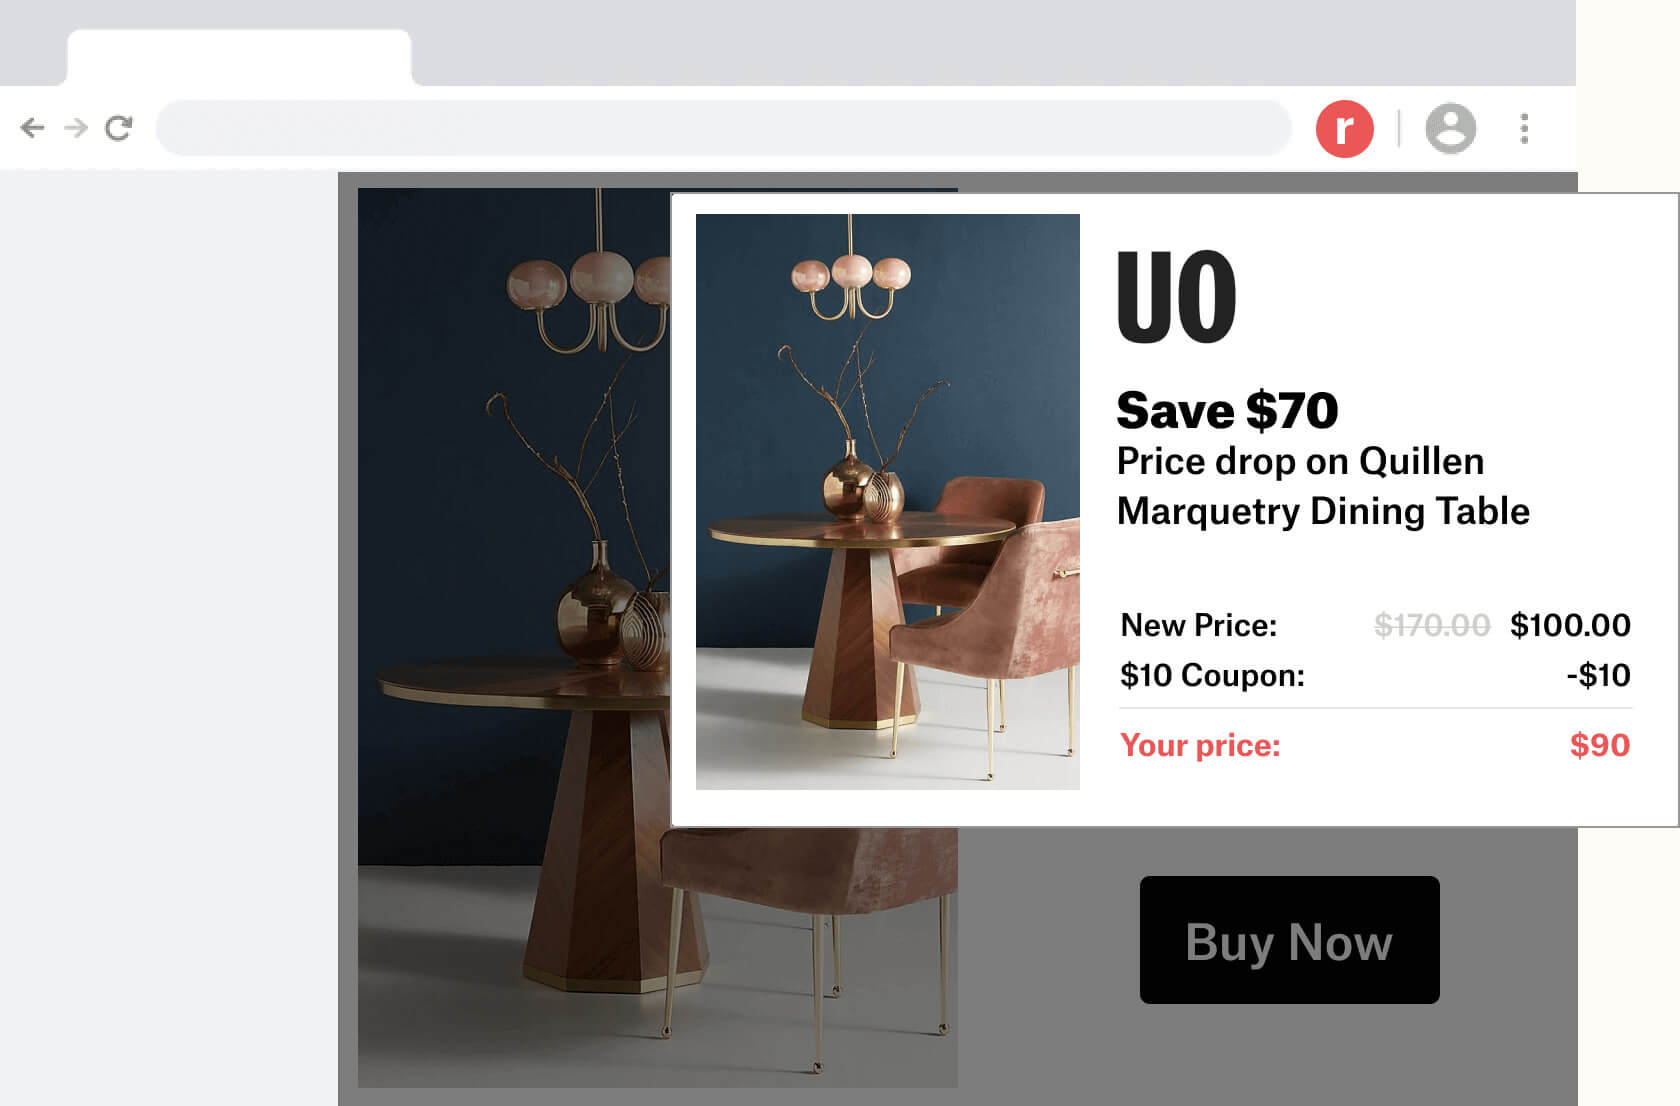 r
UO
Save $70
Price drop on Quillen
Marquetry Dining Table
New Price: $170.00 $100.00
$10 Coupon: -$10
Your price: $90
Buy Now